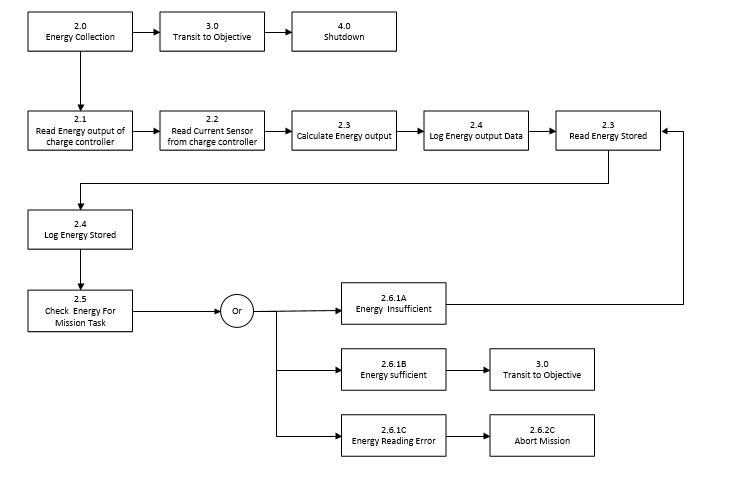 2.0
Energy Collection
3.0
Transit to Objective
4.0
Shutdown
2.1
Read Energy output of
charge controller
2.2
Read Current Sensor
from charge controller
2.3
Calculate Energy output
2.4
Log Energy output Data
2.3
Read Energy Stored
2.4
Log Energy Stored
2.5
Check Energy For
Mission Task
Or
2.6.1A
Energy Insufficient
2.6.1B
Energy sufficient
3.0
Transit to Objective
2.6.1C
Energy Reading Error
2.6.2C
Abort Mission